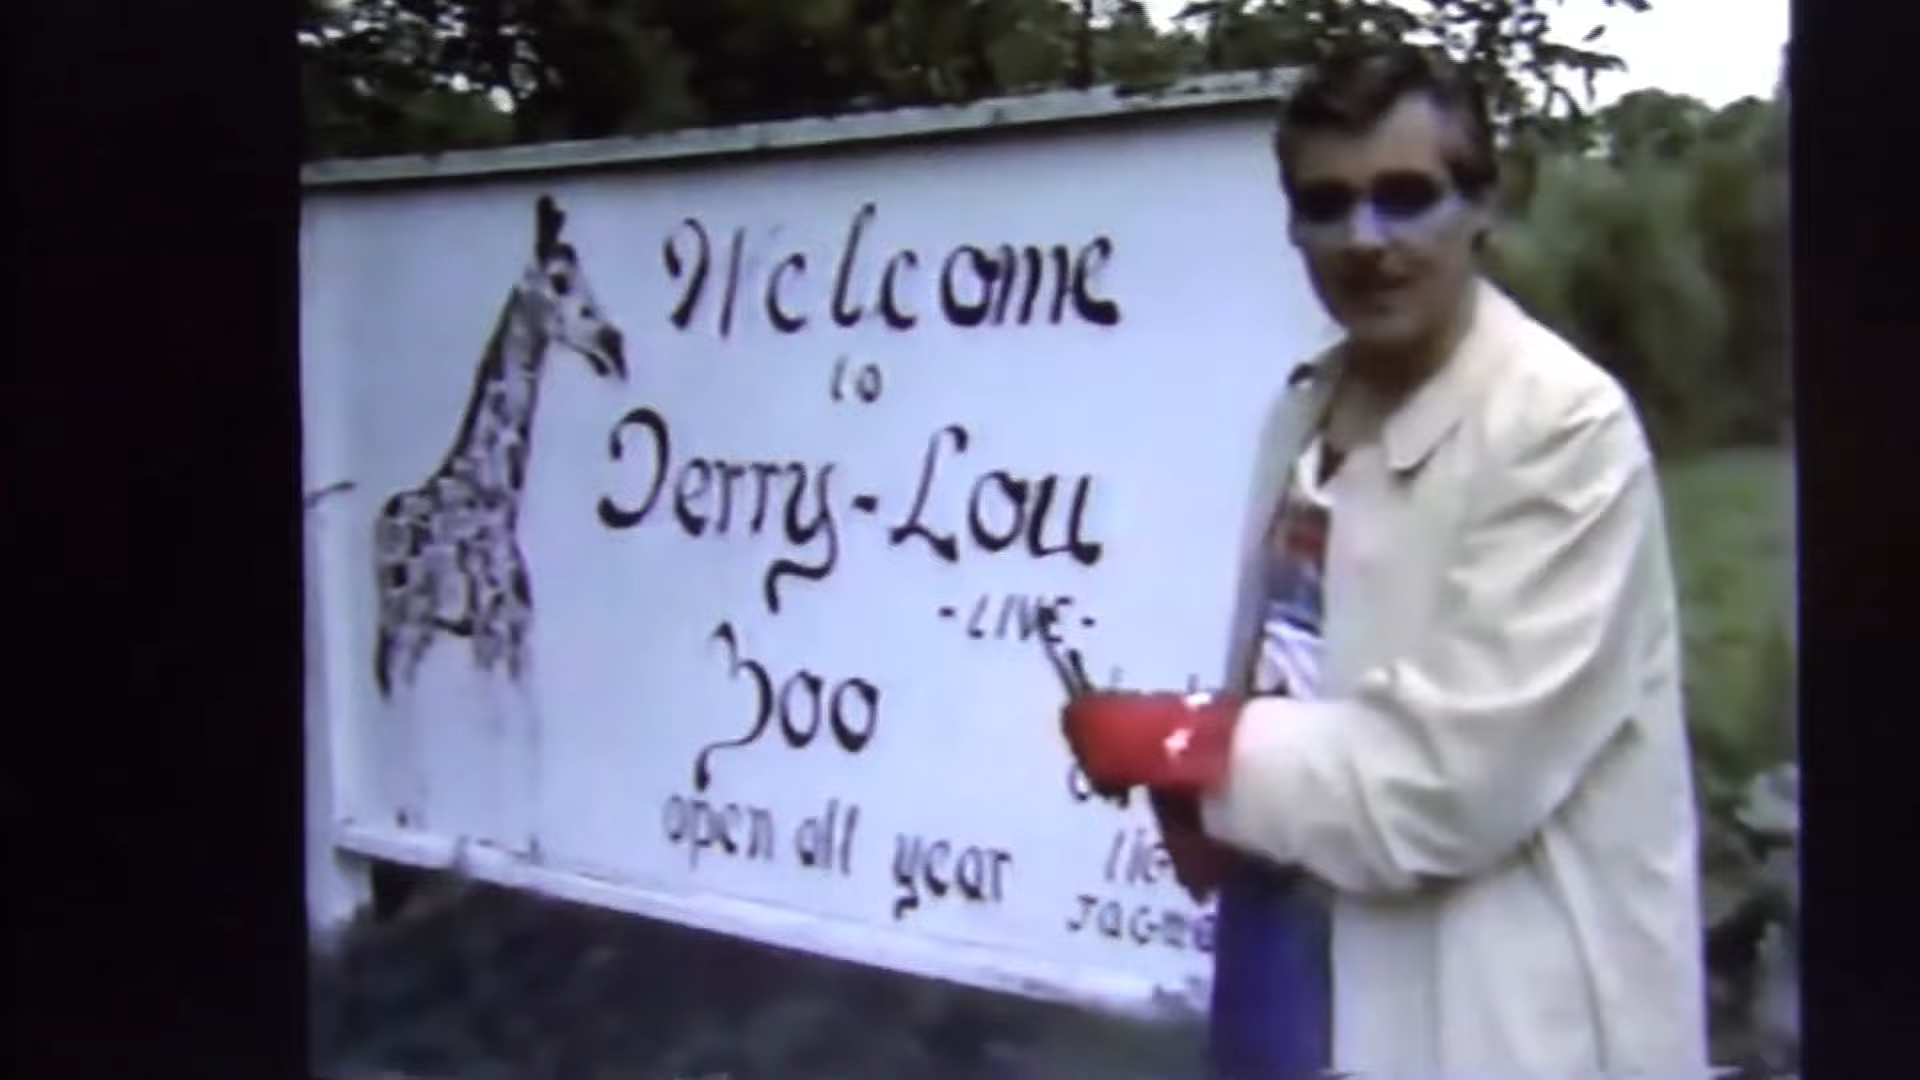 Welcome
to
Jerry-Lou
-LIVE-
Zoo
open all year